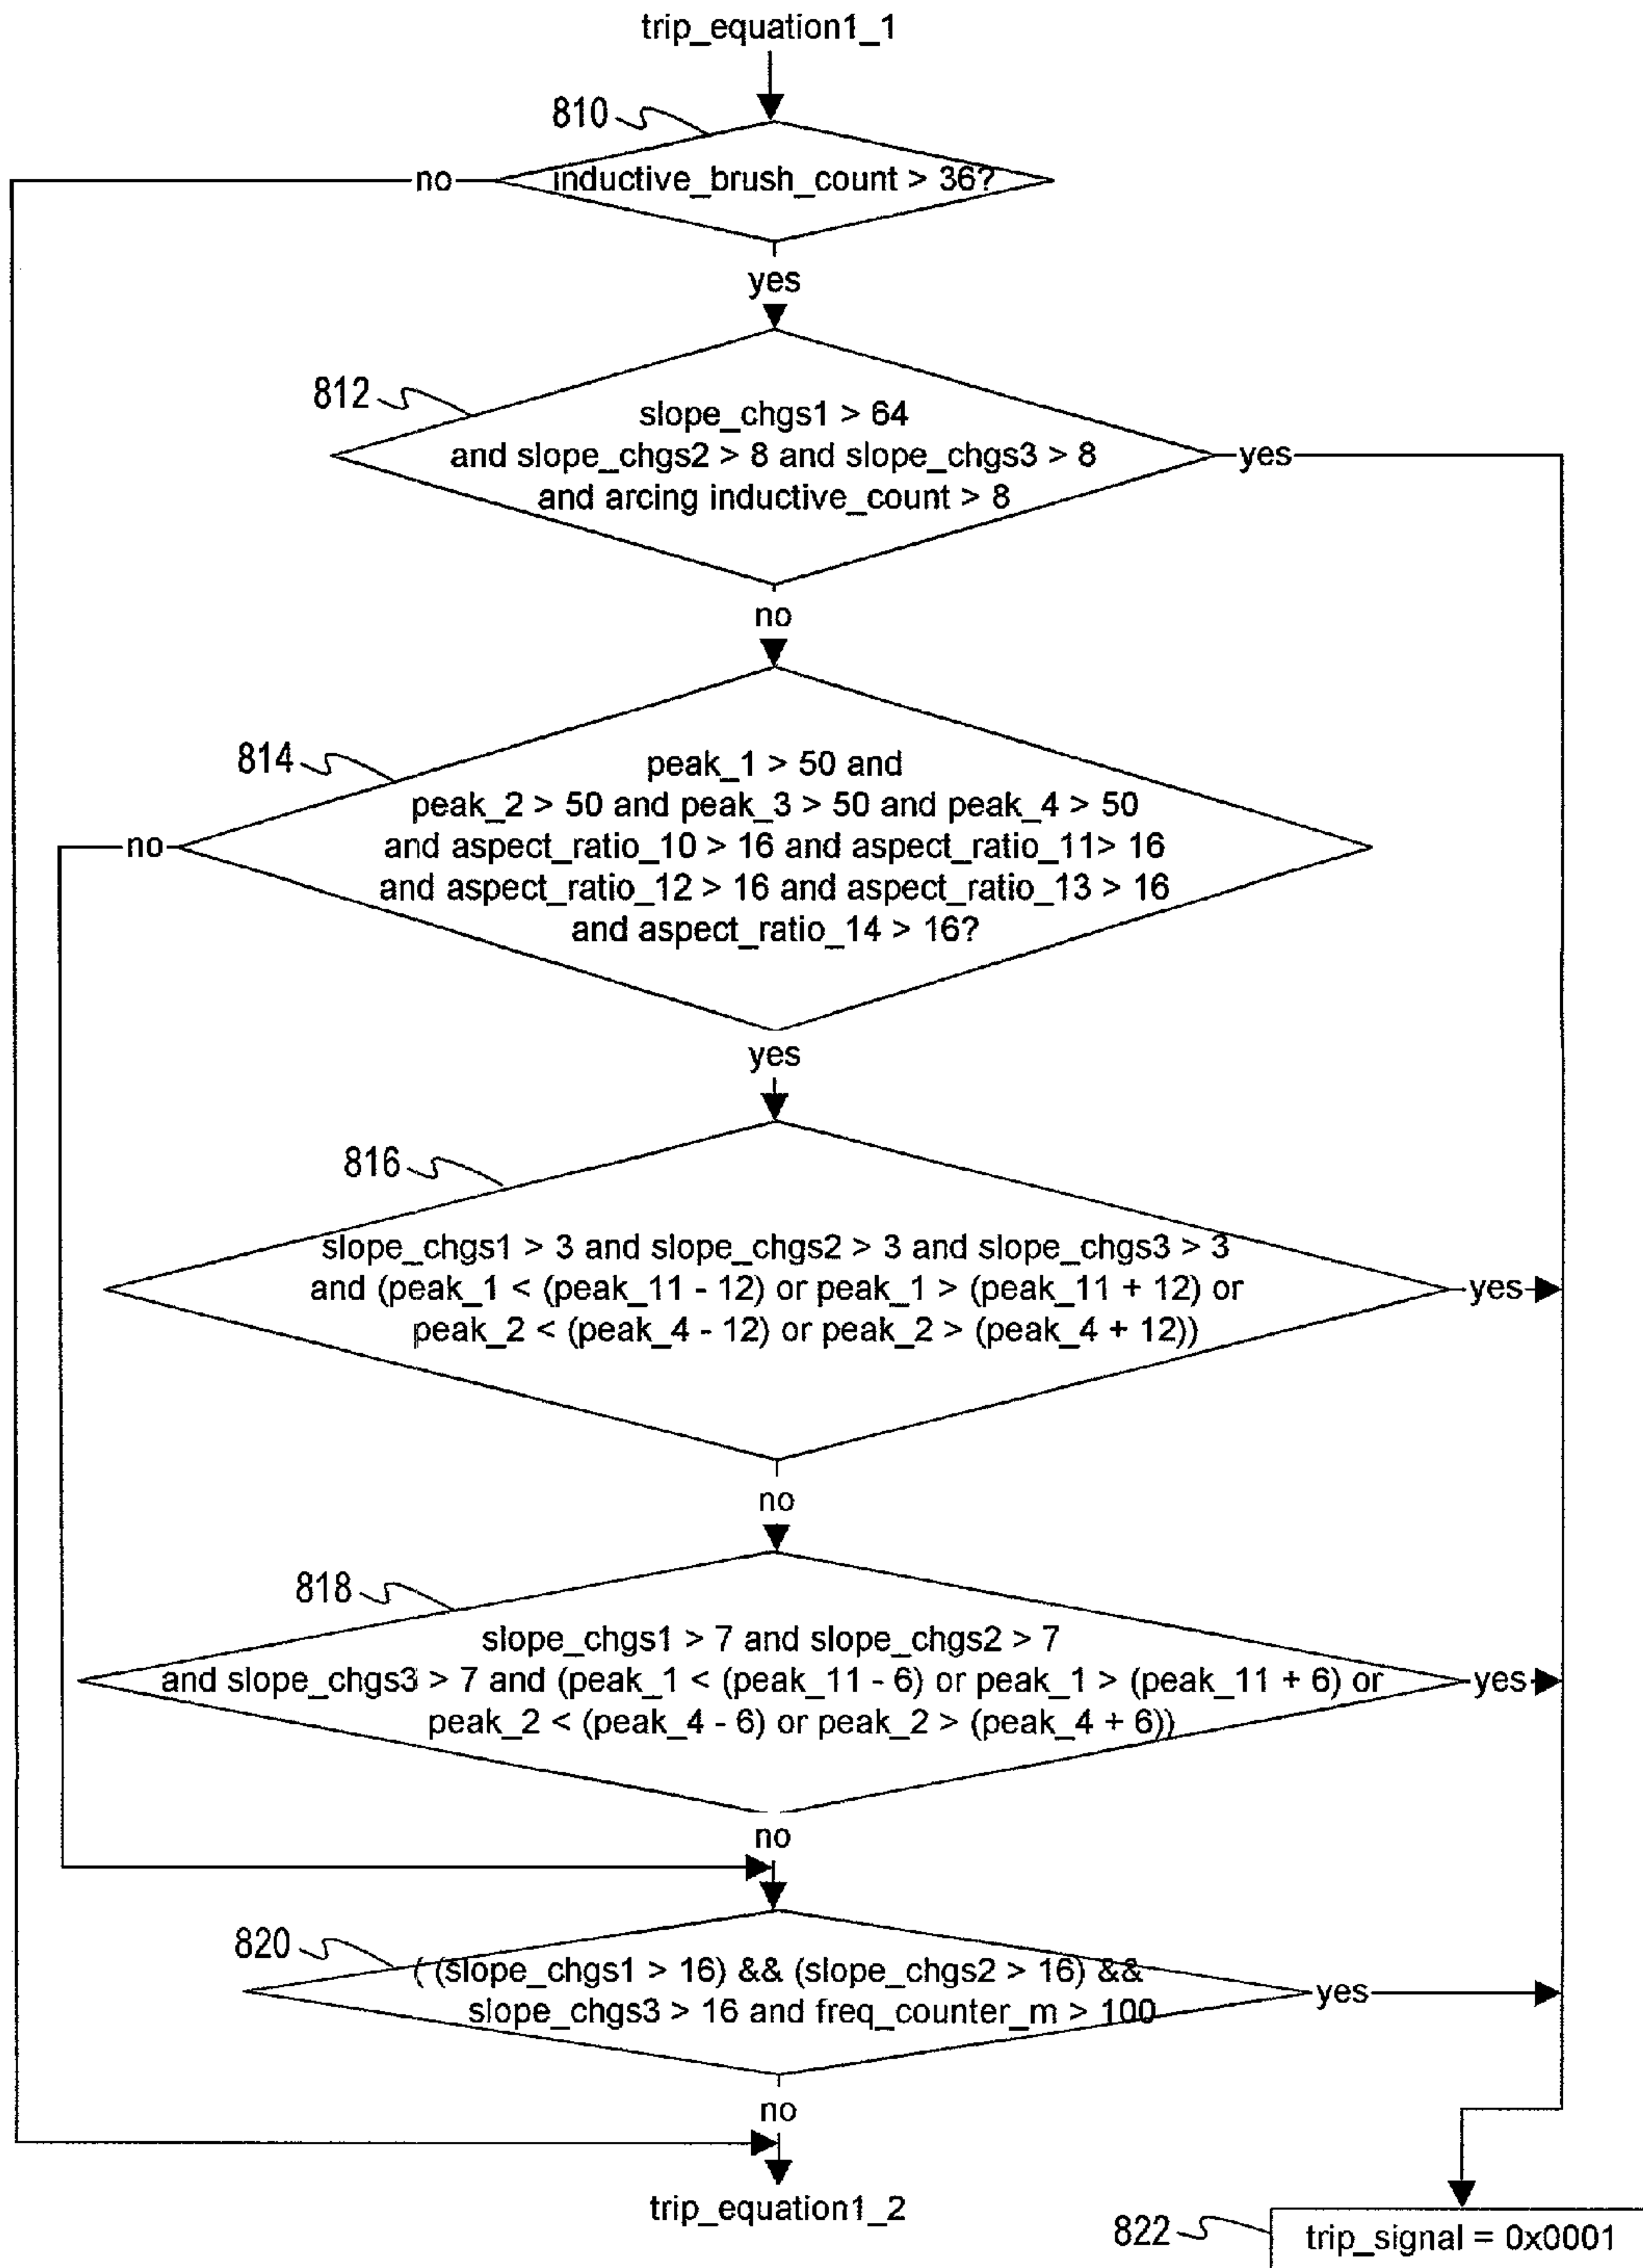 trip_equation1_1
810
no
inductive_brush_count > 36?
yes
812
slope_chgs1 > 64
and slope_chgs2 > 8 and slope_chgs3 > 8
and arcing inductive_count > 8
yes
no
814
peak_1 > 50 and
peak_2 > 50 and peak_3 > 50 and peak_4 > 50
and aspect_ratio_10 > 16 and aspect_ratio_11> 16
and aspect_ratio_12 > 16 and aspect_ratio_13 > 16
and aspect_ratio_14 > 16?
no
yes
816
slope_chgs1 > 3 and slope_chgs2 > 3 and slope_chgs3 > 3
and (peak_1 < (peak_11 - 12) or peak_1 > (peak_11 + 12) or
peak_2 < (peak_4 - 12) or peak_2 > (peak_4 + 12))
yes
no
818
slope_chgs1 > 7 and slope_chgs2 > 7
and slope_chgs3 > 7 and (peak_1 < (peak_11 - 6) or peak_1 > (peak_11 + 6) or
peak_2 < (peak_4 - 6) or peak_2 > (peak_4 + 6))
yes
no
820
( (slope_chgs1 > 16) && (slope_chgs2 > 16) &&
slope_chgs3 > 16 and freq_counter_m > 100
yes
no
trip_equation1_2
822
trip_signal = 0x0001